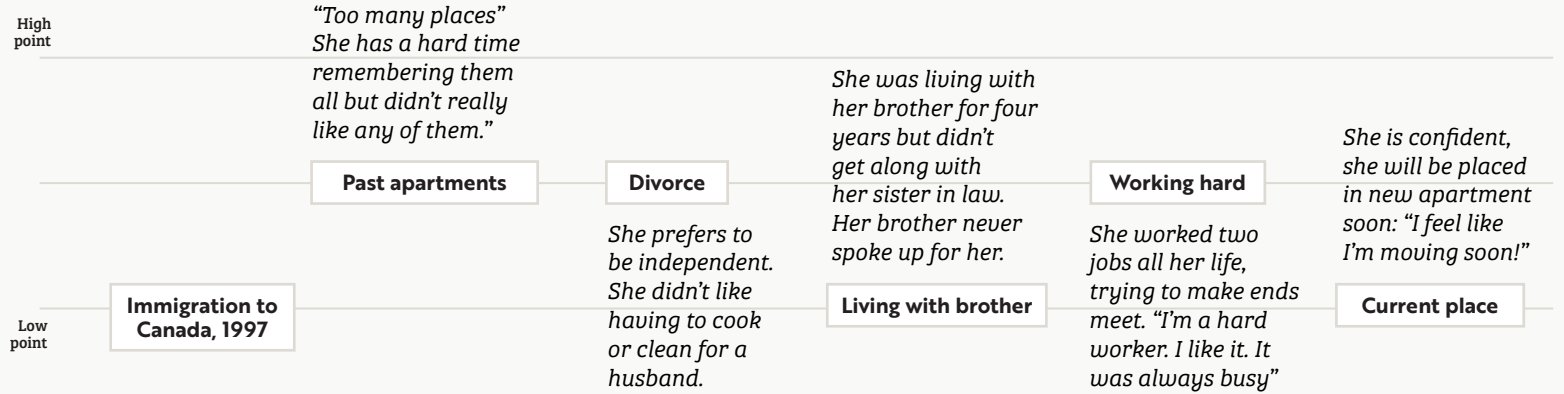 High
point
“Too many places”
She has a hard time
remembering them
all but didn’t really
like any of them.”
Past apartments
Divorce
She prefers to
be independent.
She didn’t like
having to cook
or clean for a
husband.
She was living with
her brother for four
years but didn’t
get along with
her sister in law.
Her brother never
spoke up for her.
Living with brother
Working hard
She worked two
jobs all her life,
trying to make ends
meet. “I’m a hard
worker. I like it. It
was always busy”
She is confident,
she will be placed
in new apartment
soon: “I feel like
I’m moving soon!”
Current place
Low
point
Immigration to
Canada, 1997